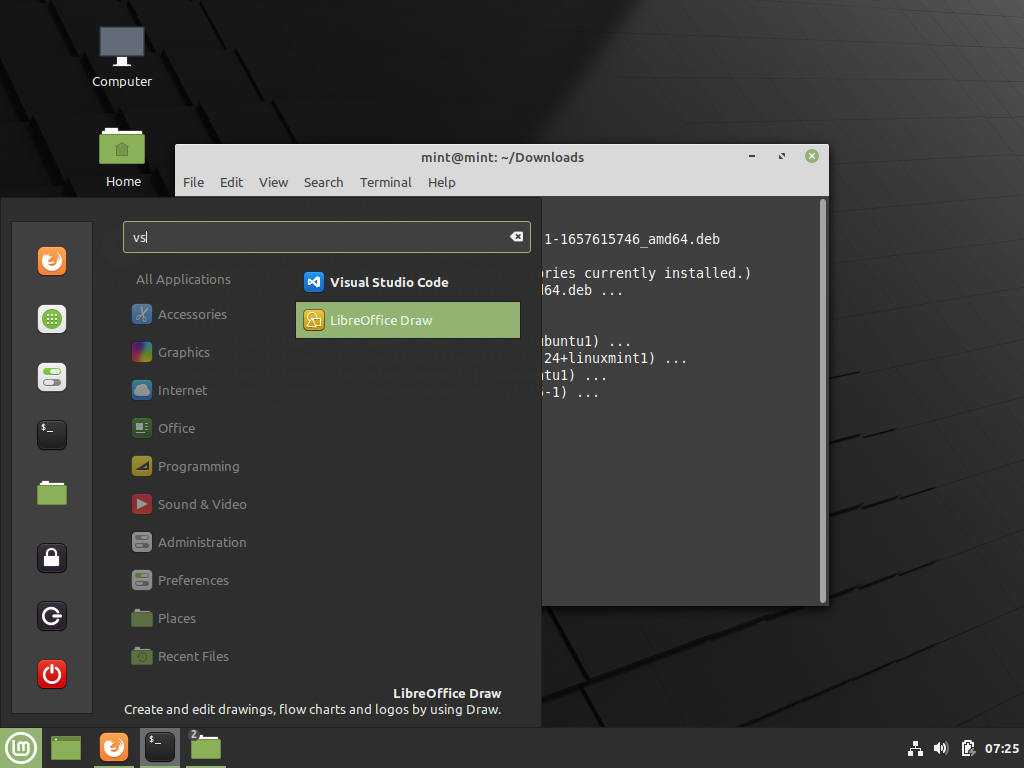 Computer
Home
mint@mint: ~/Downloads
File Edit View Search Terminal Help
1-1657615746_amd64.deb
ories currently installed.)
d64.deb ...
ubuntu1) ...
24+linuxmint1) ...
ntu1) ...
-1) ...
vs
All Applications
Accessories
Graphics
Internet
Office
Programming
Sound & Video
Administration
Preferences
Places
Recent Files
Visual Studio Code
LibreOffice Draw
LibreOffice Draw
Create and edit drawings, flow charts and logos by using Draw.
$_
lm
$_
2
07:25